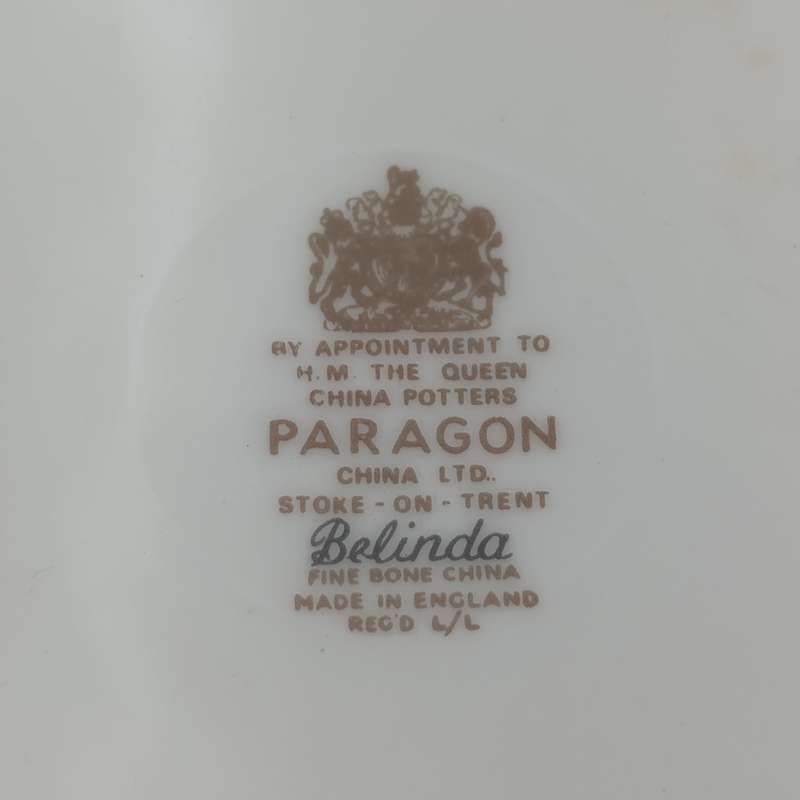 BY APPOINTMENT TO
H.M. THE QUEEN
CHINA POTTERS
PARAGON
CHINA LTD.
STOKE-ON-TRENT
Belinda
FINE BONE CHINA
MADE IN ENGLAND
REG'D L/L